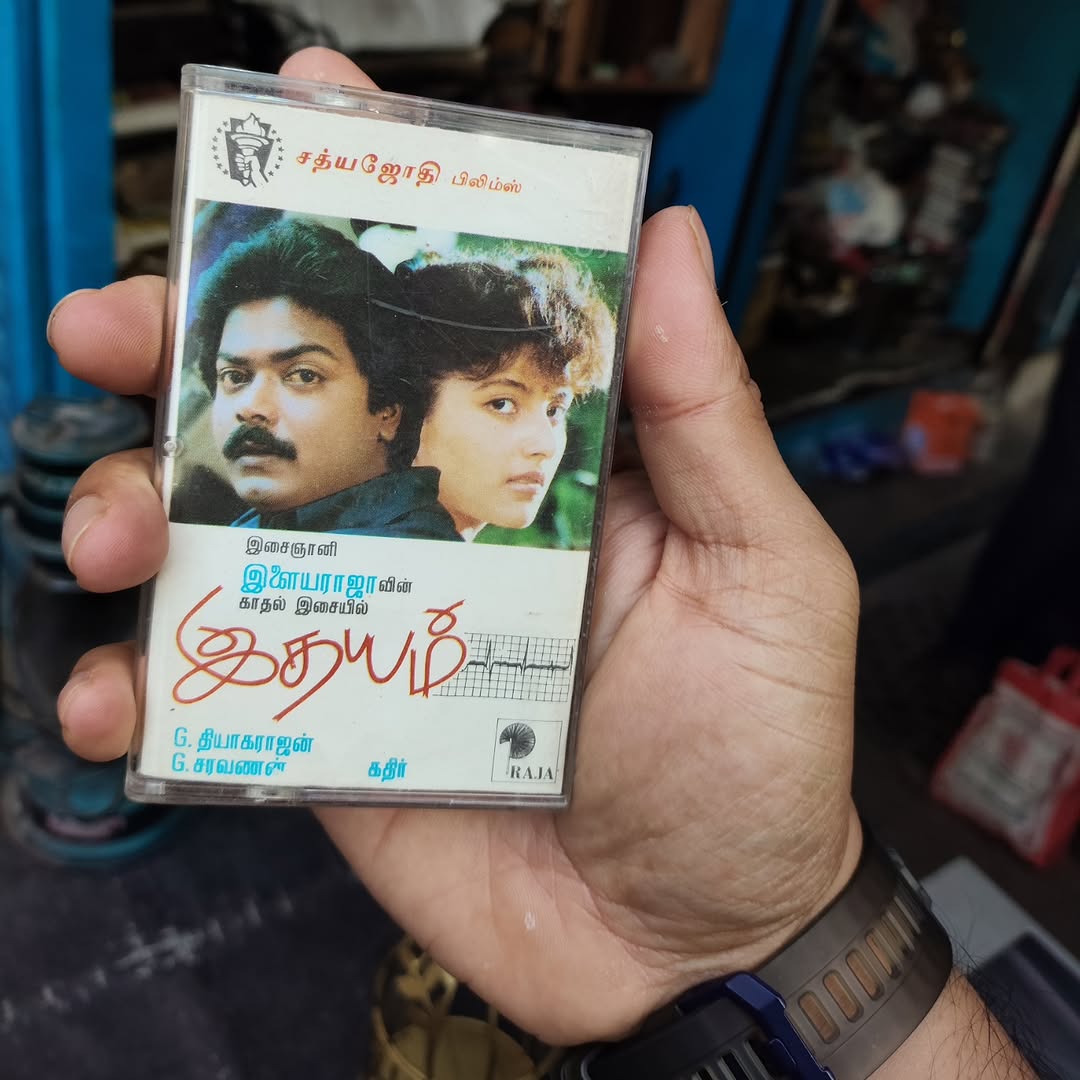 சத்யஜோதி பிலிம்ஸ்
இசைஞானி
இளையராஜாவின்
காதல் இசையில்
இதயம்
G. தியாகராஜன்
G. சரவணன் கதிர்
RAJA